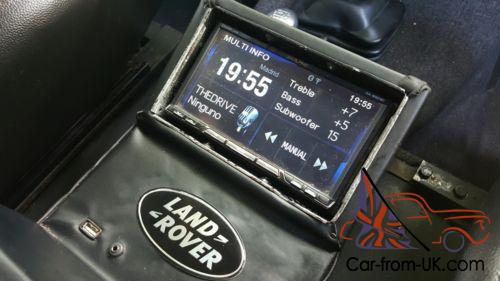 MULTI INFO
Madrid
19:55
19:55
Treble +7
Bass +5
Subwoofer 15
THEDRIVE
Ninguno
MANUAL
LAND
ROVER
Car-from-UK.com